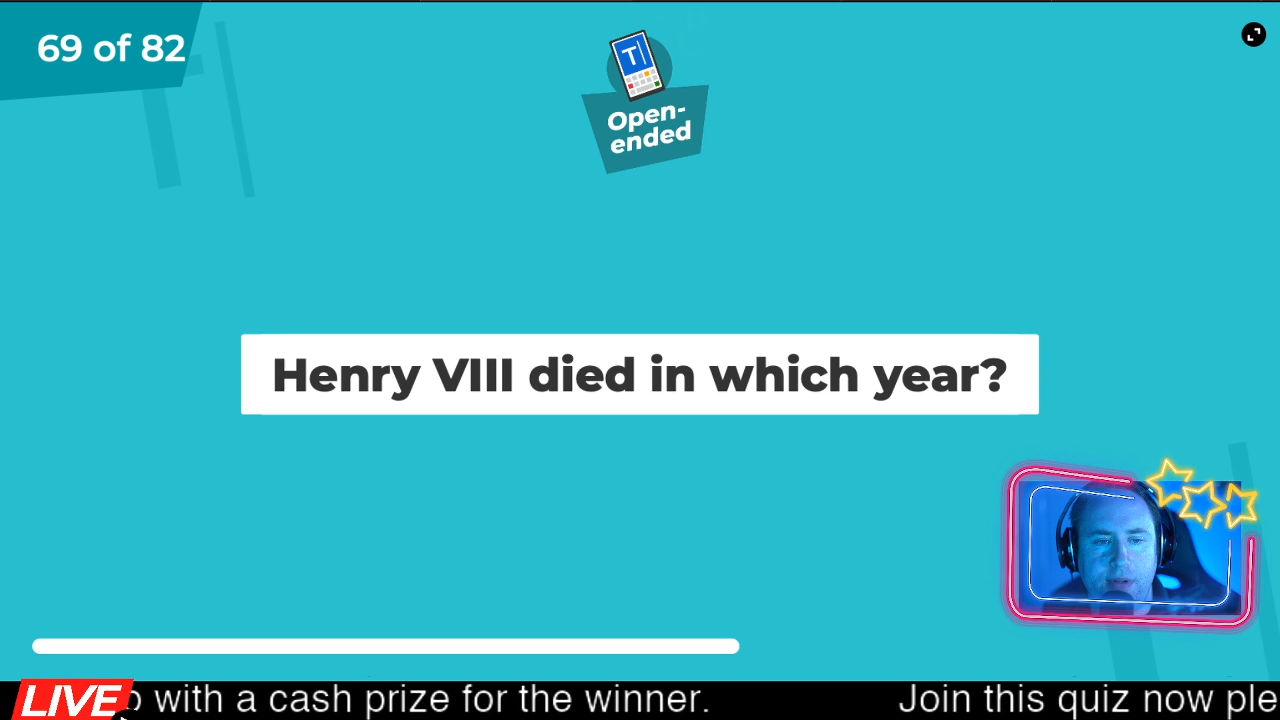 69 of 82
T
Open-
ended
Henry VIII died in which year?
LIVE with a cash prize for the winner. Join this quiz now ple